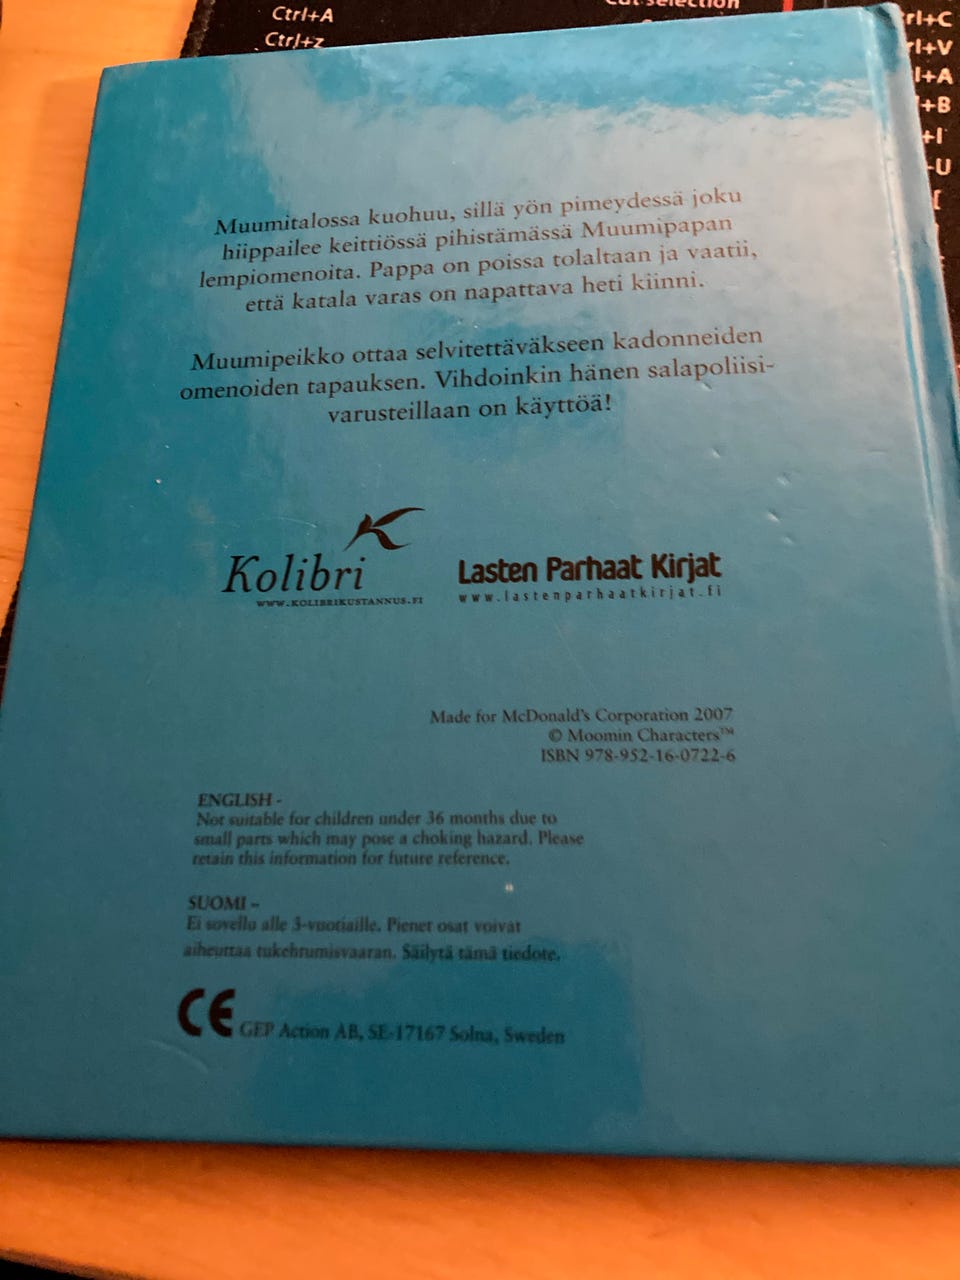 Ctrl+A
Ctrl+z
Cut selection
rl+C
rl+V
l+A
+B
+I
-U
[
Muumitalossa kuohuu, sillä yön pimeydessä joku
hiippailee keittiössä pihistämässä Muumipapan
lempiomenoita. Pappa on poissa tolaltaan ja vaatii,
että katala varas on napattava heti kiinni.
Muumipeikko ottaa selvitettäväkseen kadonneiden
omenoiden tapauksen. Vihdoinkin hänen salapoliisi-
varusteillaan on käyttöä!
Kolibri
WWW.KOLIBRIKUSTANNUS.FI
Lasten Parhaat Kirjat
www.lastenparhaatkirjat.fi
Made for McDonald's Corporation 2007
© Moomin Characters™
ISBN 978-952-16-0722-6
ENGLISH -
Not suitable for children under 36 months due to
small parts which may pose a choking hazard. Please
retain this information for future reference.
SUOMI –
Ei sovellu alle 3-vuotiaille. Pienet osat voivat
aiheuttaa tukehtumisvaaran. Säilytä tämä tiedote.
CE GEP Action AB, SE-17167 Solna, Sweden